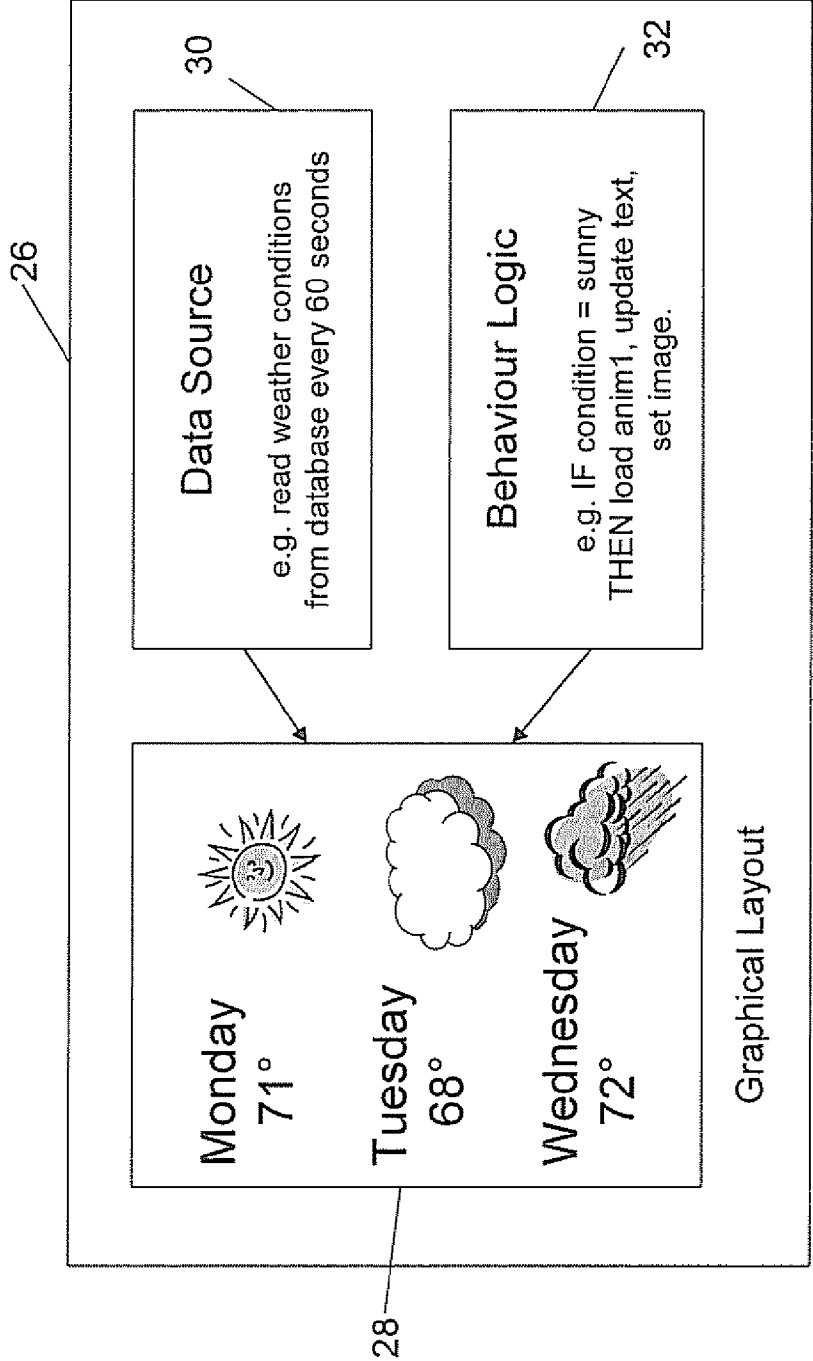 26
30
Data Source
e.g. read weather conditions
from database every 60 seconds
32
Behaviour Logic
e.g. IF condition = sunny
THEN load anim1, update text,
set image.
28
Monday
71°
Tuesday
68°
Wednesday
72°
Graphical Layout